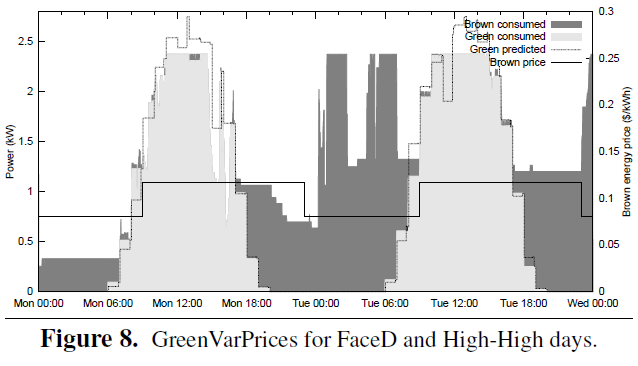 Brown consumed
Green consumed
Green predicted
Brown price
Power (kW)
2.5
2
1.5
1
0.5
0
Brown energy price ($/kWh)
0.3
0.25
0.2
0.15
0.1
0.05
0
Mon 00:00 Mon 06:00 Mon 12:00 Mon 18:00 Tue 00:00 Tue 06:00 Tue 12:00 Tue 18:00 Wed 00:00
Figure 8. GreenVarPrices for FaceD and High-High days.